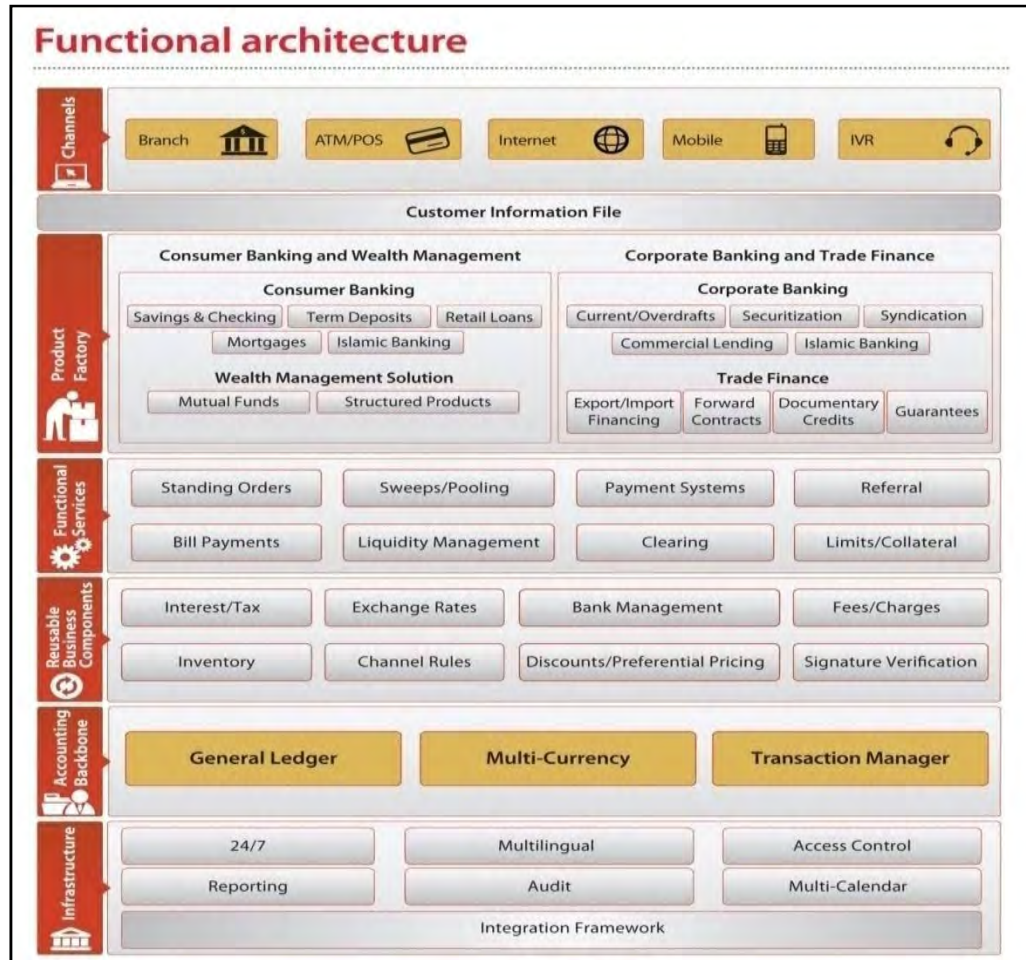 Functional architecture
Channels
Branch
ATM/POS
Internet
Mobile
IVR
Customer Information File
Product
Factory
Consumer Banking and Wealth Management
Consumer Banking
Savings & Checking
Term Deposits
Retail Loans
Mortgages
Islamic Banking
Wealth Management Solution
Mutual Funds
Structured Products
Corporate Banking and Trade Finance
Corporate Banking
Current/Overdrafts
Securitization
Syndication
Commercial Lending
Islamic Banking
Trade Finance
Export/Import
Financing
Forward
Contracts
Documentary
Credits
Guarantees
Functional
Services
Standing Orders
Sweeps/Pooling
Payment Systems
Referral
Bill Payments
Liquidity Management
Clearing
Limits/Collateral
Reusable
Business
Components
Interest/Tax
Exchange Rates
Bank Management
Fees/Charges
Inventory
Channel Rules
Discounts/Preferential Pricing
Signature Verification
Accounting
Backbone
General Ledger
Multi-Currency
Transaction Manager
Infrastructure
24/7
Multilingual
Access Control
Reporting
Audit
Multi-Calendar
Integration Framework